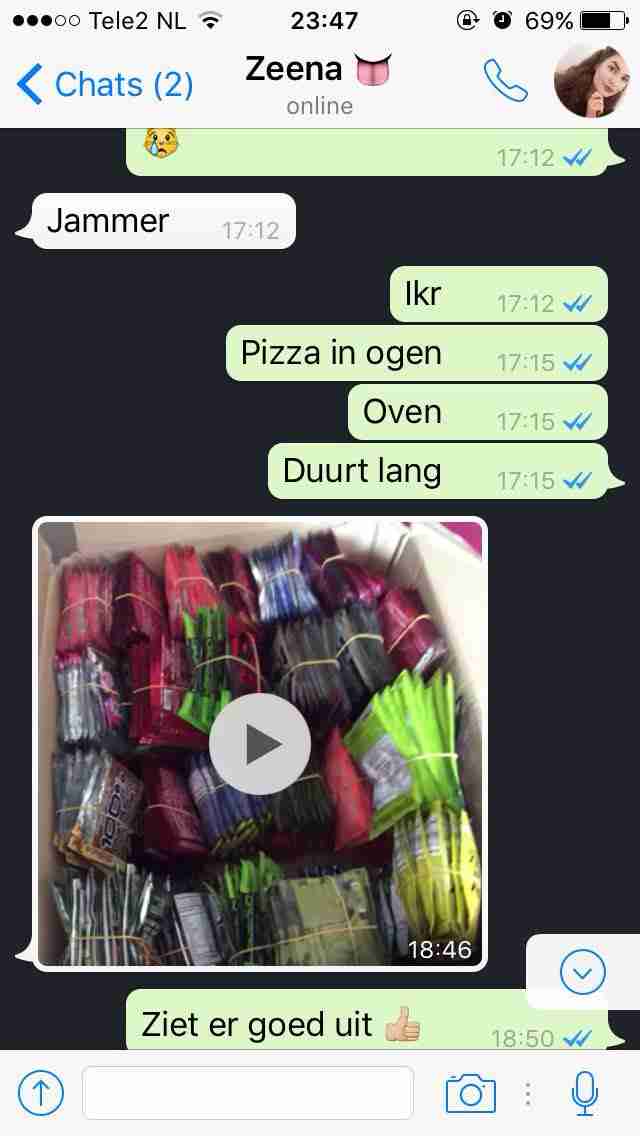 Tele2 NL 23:47 69%
Chats (2) Zeena
online
17:12
Jammer 17:12
Ikr 17:12
Pizza in ogen 17:15
Oven 17:15
Duurt lang 17:15
18:46
Ziet er goed uit 18:50